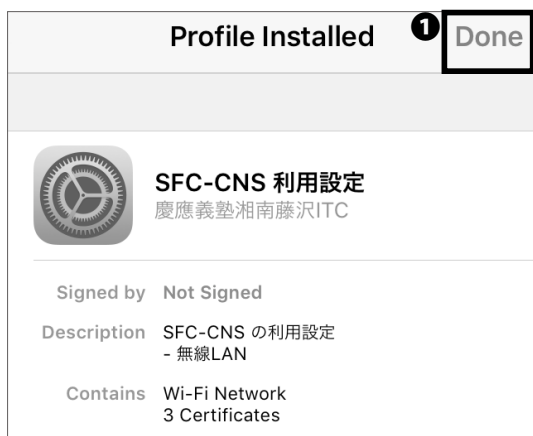 Profile Installed ❶ Done
SFC-CNS 利用設定
慶應義塾湘南藤沢ITC
Signed by Not Signed
Description SFC-CNS の利用設定
- 無線LAN
Contains Wi-Fi Network
3 Certificates